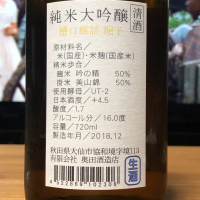 純米大吟醸 清酒
槽口瓶詰
原材料名
米(国産)・米麹(国産米)
精米歩合
麹米 吟の精 50%
掛米 美山錦 50%
使用酵母/UT-2
日本酒度/+4.5
酸度/1.7
アルコール分/16.0度
容量/720ml
製造年月/2018.12
秋田県大仙市協和境字境113
有限会社 奥田酒造店
生酒